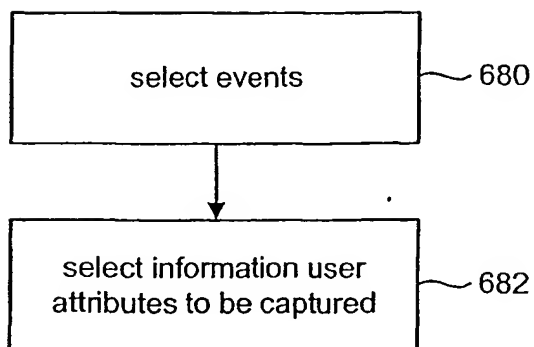 select events
680
select information user
attributes to be captured
682